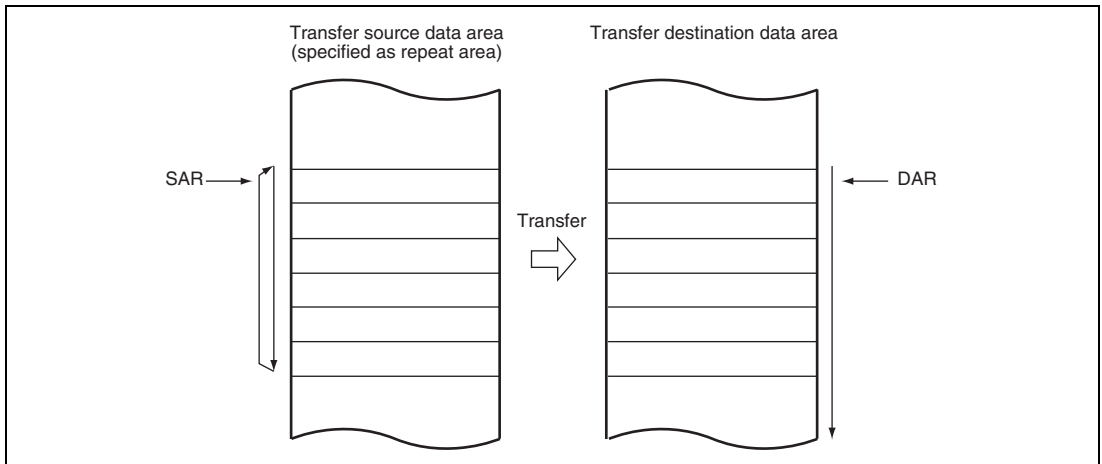 Transfer source data area
(specified as repeat area)
Transfer destination data area
SAR
Transfer
DAR